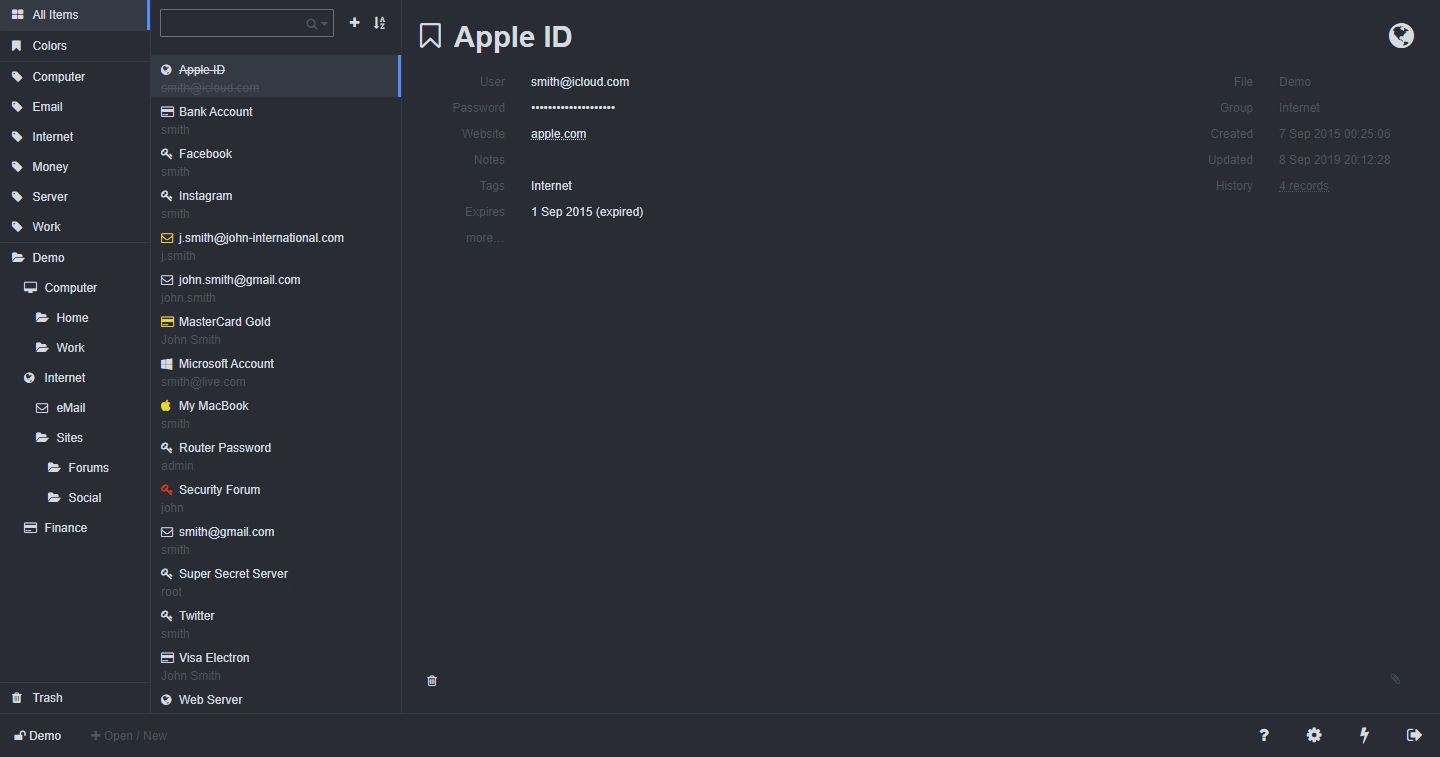 All Items
Colors
Computer
Email
Internet
Money
Server
Work
Demo
Computer
Home
Work
Internet
eMail
Sites
Forums
Social
Finance
Trash
Apple ID
smith@icloud.com
Bank Account
smith
Facebook
smith
Instagram
smith
j.smith@john-international.com
j.smith
john.smith@gmail.com
john.smith
MasterCard Gold
John Smith
Microsoft Account
smith@live.com
My MacBook
smith
Router Password
admin
Security Forum
john
smith@gmail.com
smith
Super Secret Server
root
Twitter
smith
Visa Electron
John Smith
Web Server
Apple ID
User smith@icloud.com
Password ••••••••••••••••••••
Website apple.com
Notes
Tags Internet
Expires 1 Sep 2015 (expired)
more...
File Demo
Group Internet
Created 7 Sep 2015 00:25:06
Updated 8 Sep 2019 20:12:28
History 4 records
Demo
Open / New